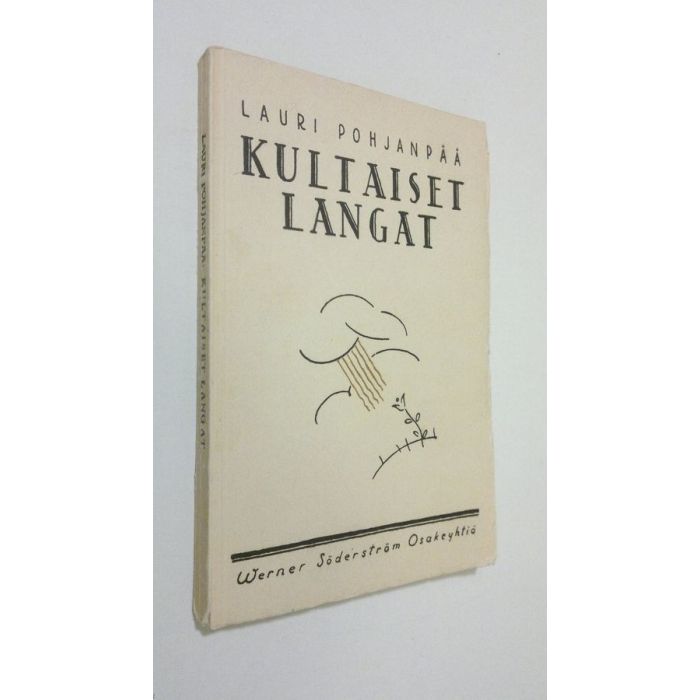 LAURI POHJANPÄÄ
KULTAISET
LANGAT
Werner Söderström Osakeyhtiö
LAURI POHJANPÄÄ: KULTAISET LANGAT